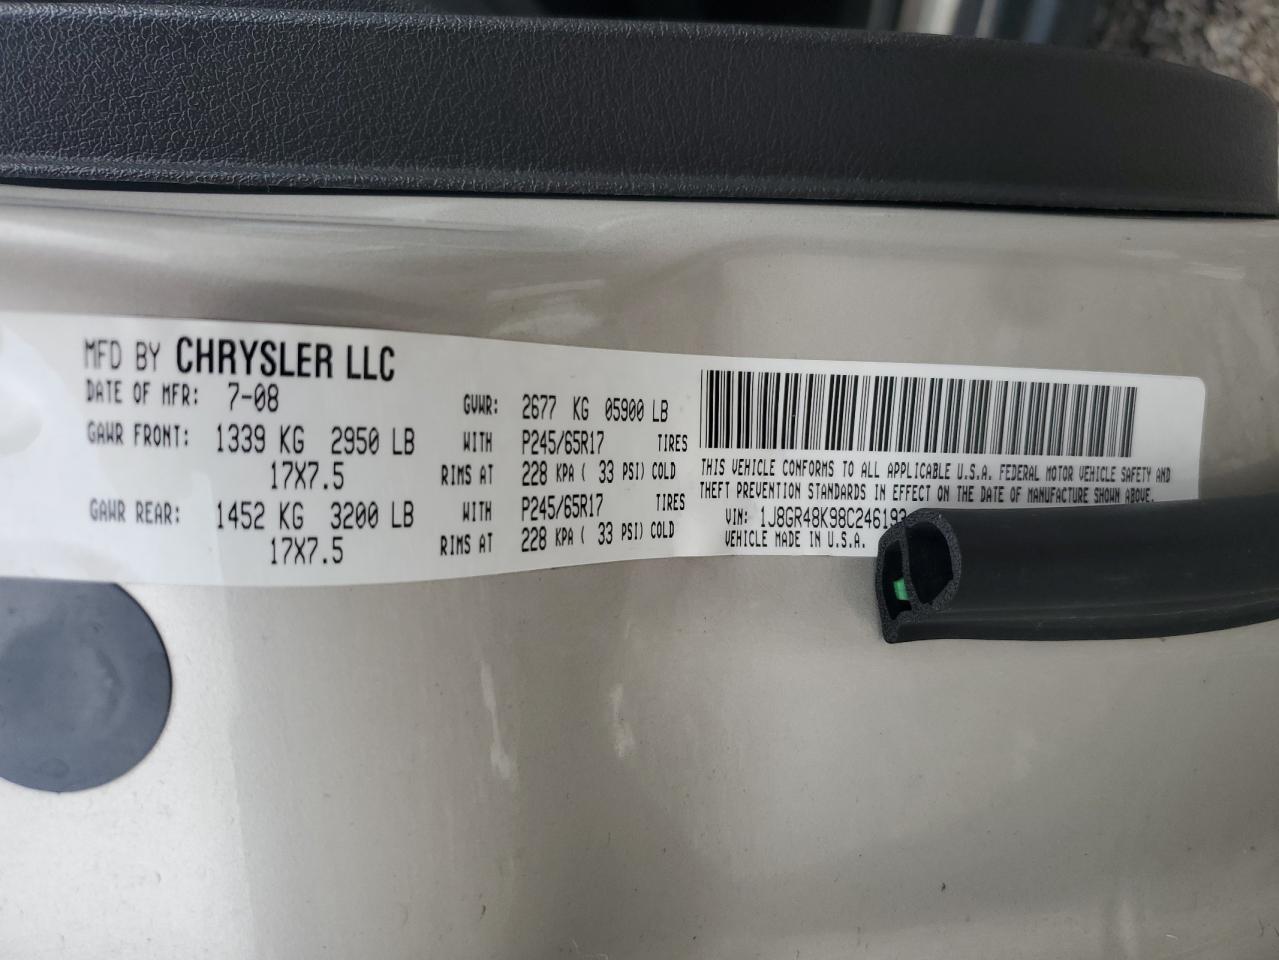 MFD BY CHRYSLER LLC
DATE OF MFR: 7-08 GVWR: 2677 KG 05900 LB
GAWR FRONT: 1339 KG 2950 LB WITH P245/65R17 TIRES
17X7.5 RIMS AT 228 KPA ( 33 PSI) COLD
GAWR REAR: 1452 KG 3200 LB WITH P245/65R17 TIRES
17X7.5 RIMS AT 228 KPA ( 33 PSI) COLD
THIS VEHICLE CONFORMS TO ALL APPLICABLE U.S.A. FEDERAL MOTOR VEHICLE SAFETY AND
THEFT PREVENTION STANDARDS IN EFFECT ON THE DATE OF MANUFACTURE SHOWN ABOVE.
VIN: 1J8GR48K98C246193
VEHICLE MADE IN U.S.A.